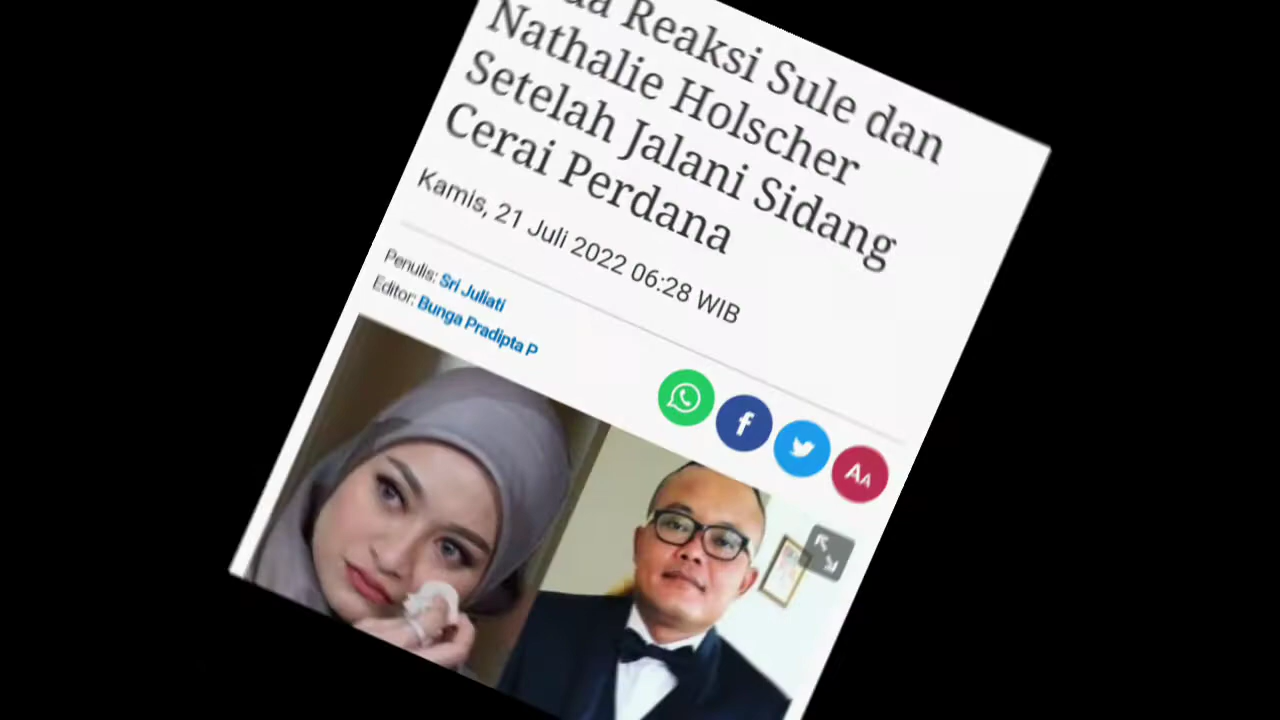 Reaksi Sule dan
Nathalie Holscher
Setelah Jalani Sidang
Cerai Perdana
Kamis, 21 Juli 2022 06:28 WIB
Penulis: Sri Juliati
Editor: Bunga Pradipta P
AA